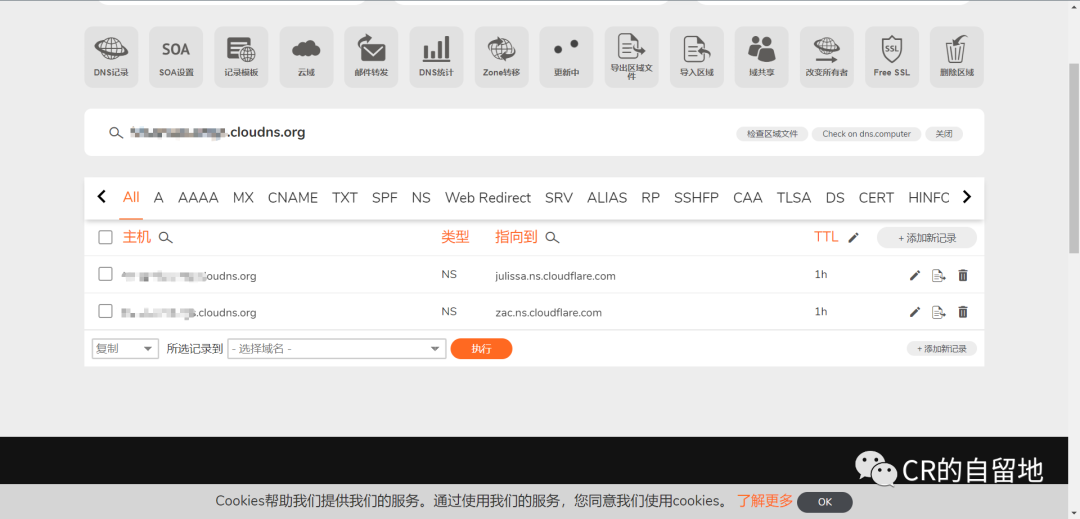 DNS记录
SOA
SOA设置
记录模板
云域
邮件转发
DNS统计
Zone转移
更新中
导出区域文件
导入区域
域共享
改变所有者
SSL
Free SSL
删除区域
.cloudns.org
检查区域文件
Check on dns.computer
关闭
All A AAAA MX CNAME TXT SPF NS Web Redirect SRV ALIAS RP SSHFP CAA TLSA DS CERT HINFO
主机 类型 指向到 TTL + 添加新记录
oudns.org NS julissa.ns.cloudflare.com 1h
.cloudns.org NS zac.ns.cloudflare.com 1h
复制 所选记录到 - 选择域名 - 执行 + 添加新记录
CR的自留地
Cookies帮助我们提供我们的服务。通过使用我们的服务，您同意我们使用cookies。 了解更多 OK